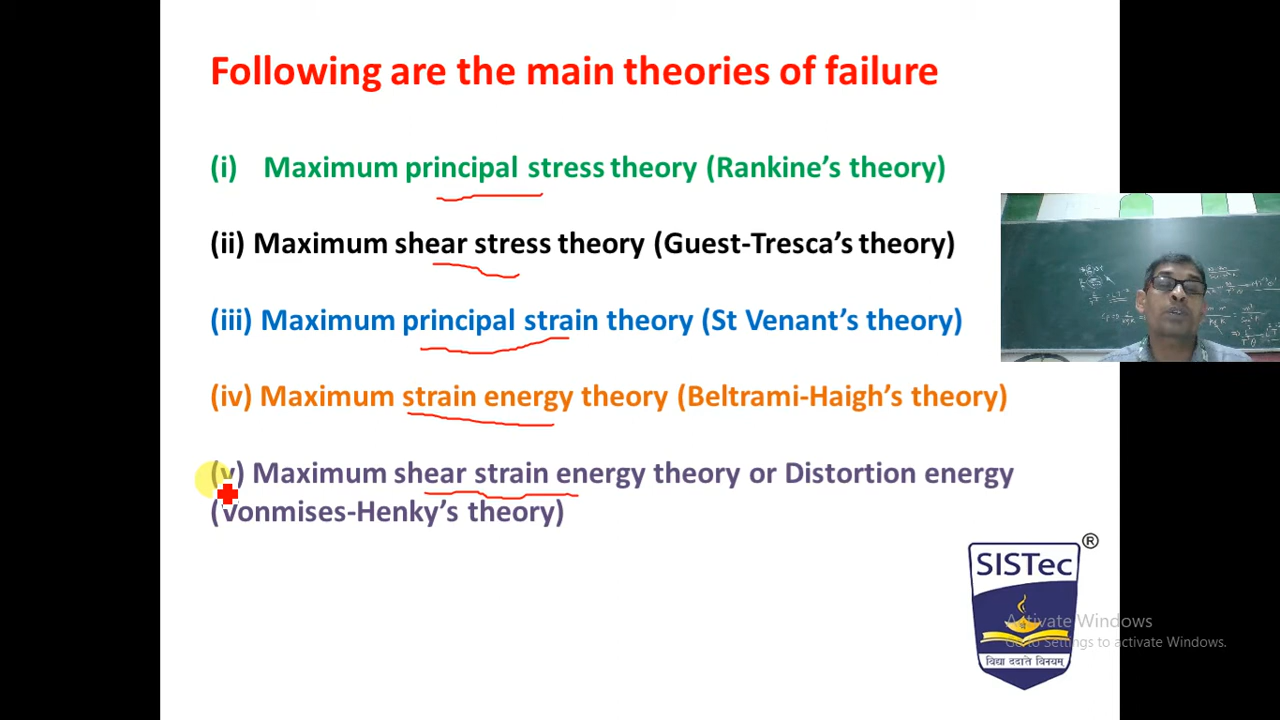 Following are the main theories of failure
(i) Maximum principal stress theory (Rankine's theory)
(ii) Maximum shear stress theory (Guest-Tresca's theory)
(iii) Maximum principal strain theory (St Venant's theory)
(iv) Maximum strain energy theory (Beltrami-Haigh's theory)
(v) Maximum shear strain energy theory or Distortion energy
(Vonmises-Henky's theory)
®
SISTec
विद्या ददाति विनयम्
Activate Windows
Go to Settings to activate Windows.